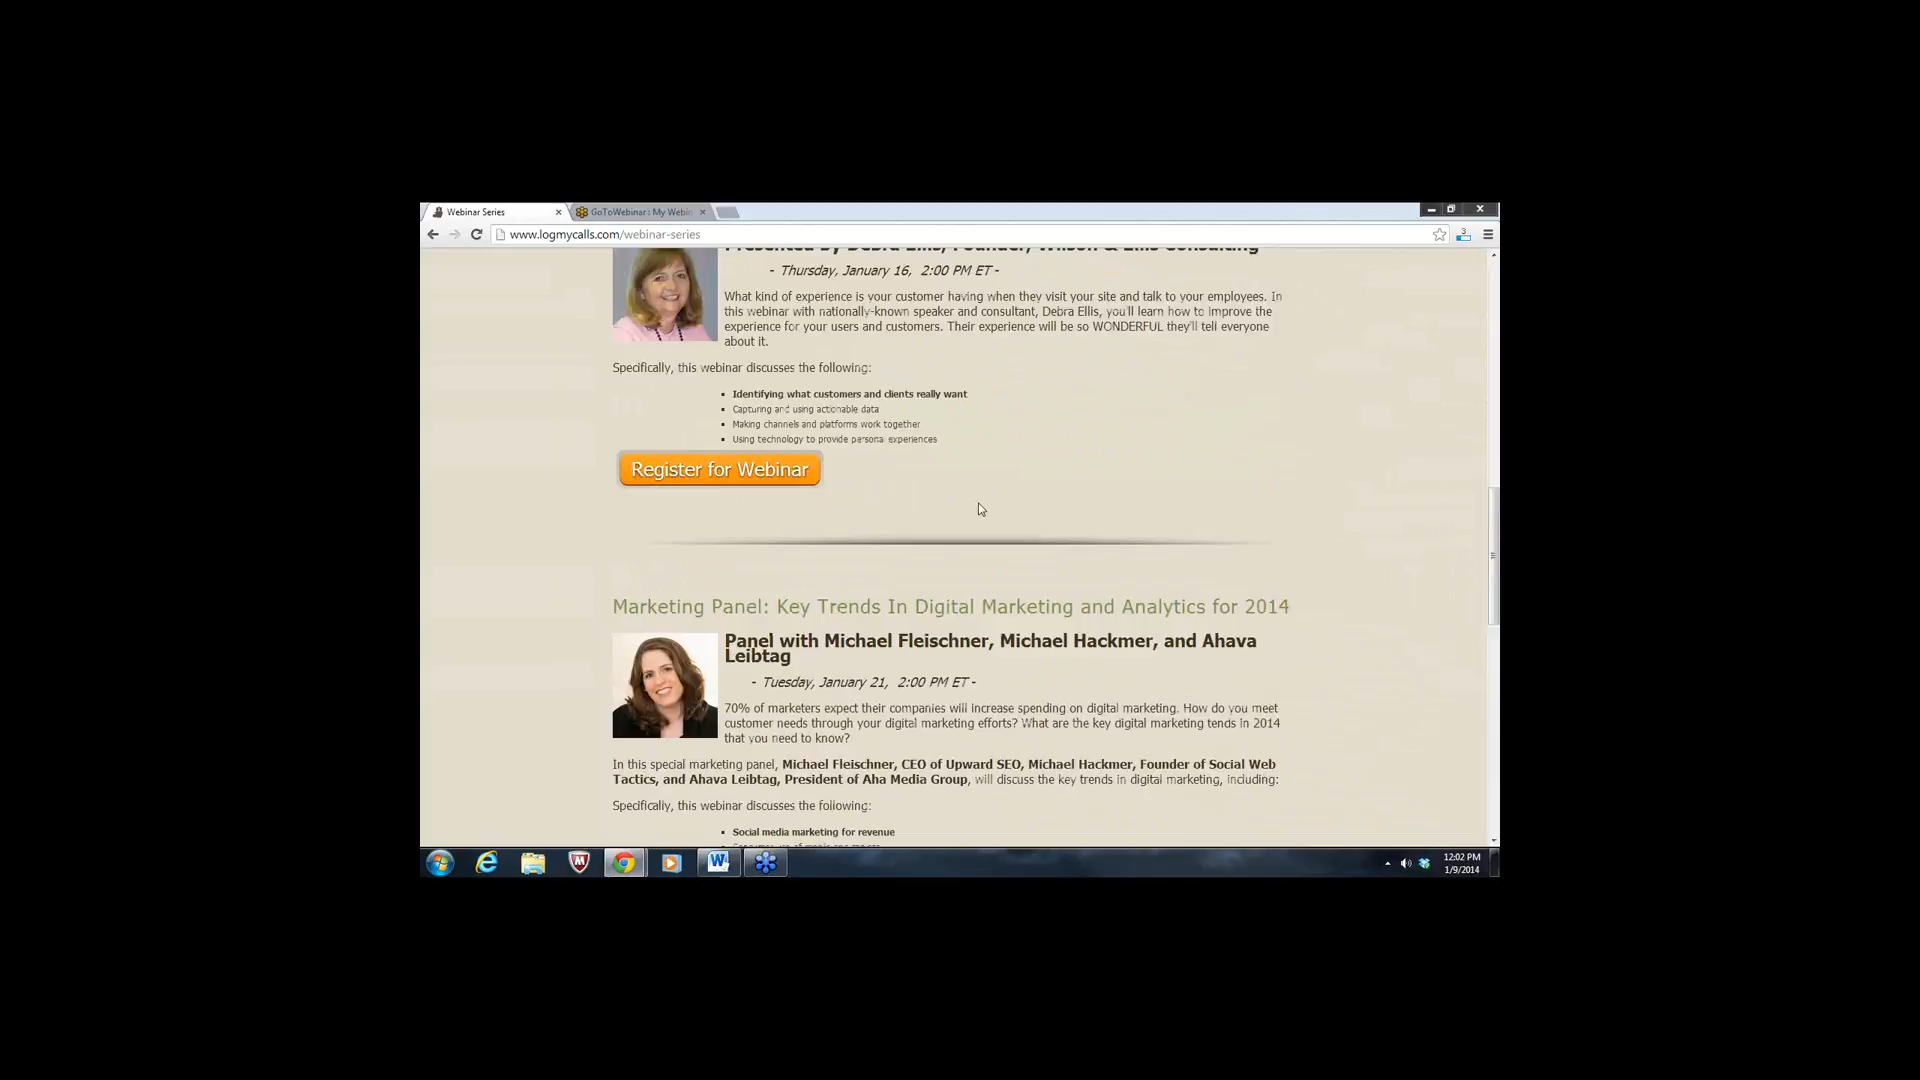 Webinar Series
GoToWebinar : My Webin
www.logmycalls.com/webinar-series
3
Presented by Debra Ellis, Founder, Wilson & Ellis Consulting
- Thursday, January 16, 2:00 PM ET -
What kind of experience is your customer having when they visit your site and talk to your employees. In
this webinar with nationally-known speaker and consultant, Debra Ellis, you'll learn how to improve the
experience for your users and customers. Their experience will be so WONDERFUL they'll tell everyone
about it.
Specifically, this webinar discusses the following:
Identifying what customers and clients really want
Capturing and using actionable data
Making channels and platforms work together
Using technology to provide personal experiences
Register for Webinar
Marketing Panel: Key Trends In Digital Marketing and Analytics for 2014
Panel with Michael Fleischner, Michael Hackmer, and Ahava
Leibtag
- Tuesday, January 21, 2:00 PM ET -
70% of marketers expect their companies will increase spending on digital marketing. How do you meet
customer needs through your digital marketing efforts? What are the key digital marketing tends in 2014
that you need to know?
In this special marketing panel, Michael Fleischner, CEO of Upward SEO, Michael Hackmer, Founder of Social Web
Tactics, and Ahava Leibtag, President of Aha Media Group, will discuss the key trends in digital marketing, including:
Specifically, this webinar discusses the following:
Social media marketing for revenue
12:02 PM
1/9/2014